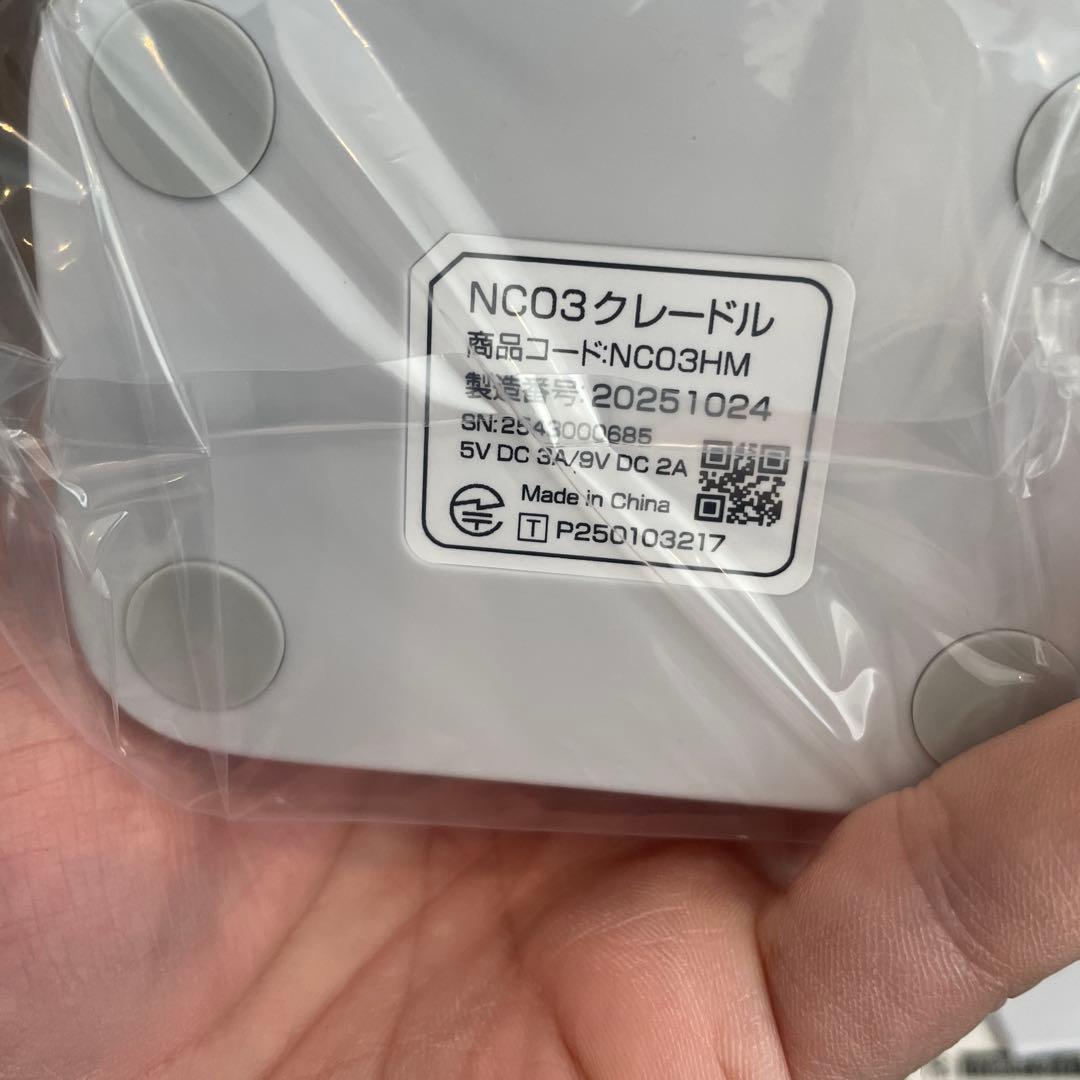 NC03クレードル
商品コード:NC03HM
製造番号:20251024
SN:2543000685
5V DC 3A/9V DC 2A
Made in China
T P250103217